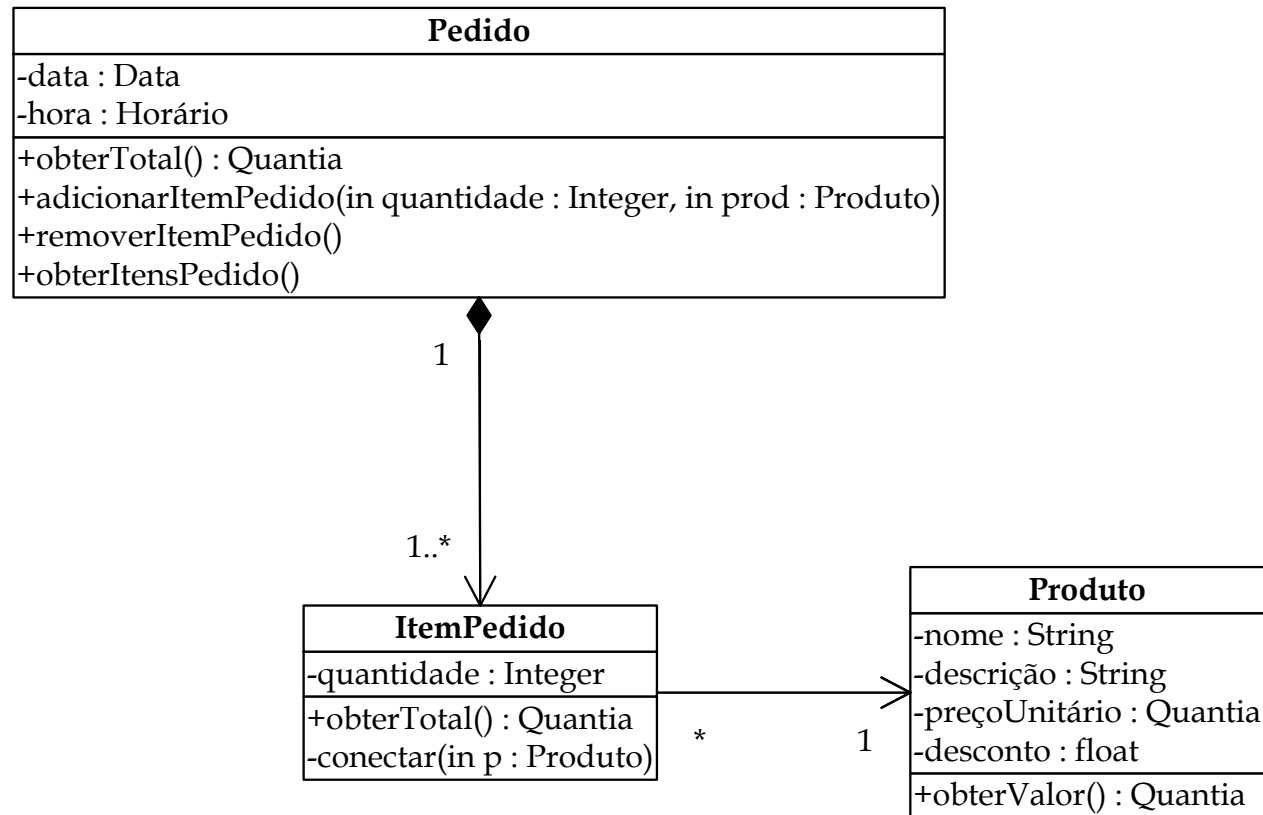 Pedido
-data : Data
-hora : Horário
+obterTotal() : Quantia
+adicionarItemPedido(in quantidade : Integer, in prod : Produto)
+removerItemPedido()
+obterItensPedido()
1
1..*
ItemPedido
-quantidade : Integer
+obterTotal() : Quantia
-conectar(in p : Produto)
*
1
Produto
-nome : String
-descrição : String
-preçoUnitário : Quantia
-desconto : float
+obterValor() : Quantia